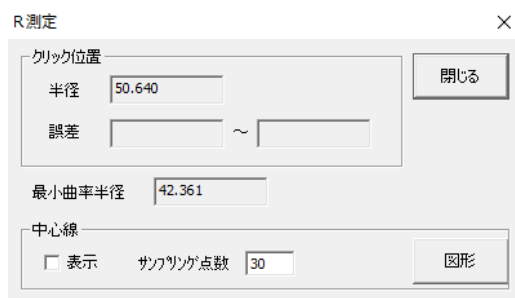 R測定
クリック位置
閉じる
半径 50.640
誤差 ～
最小曲率半径 42.361
中心線
表示 サンプリング点数 30 図形